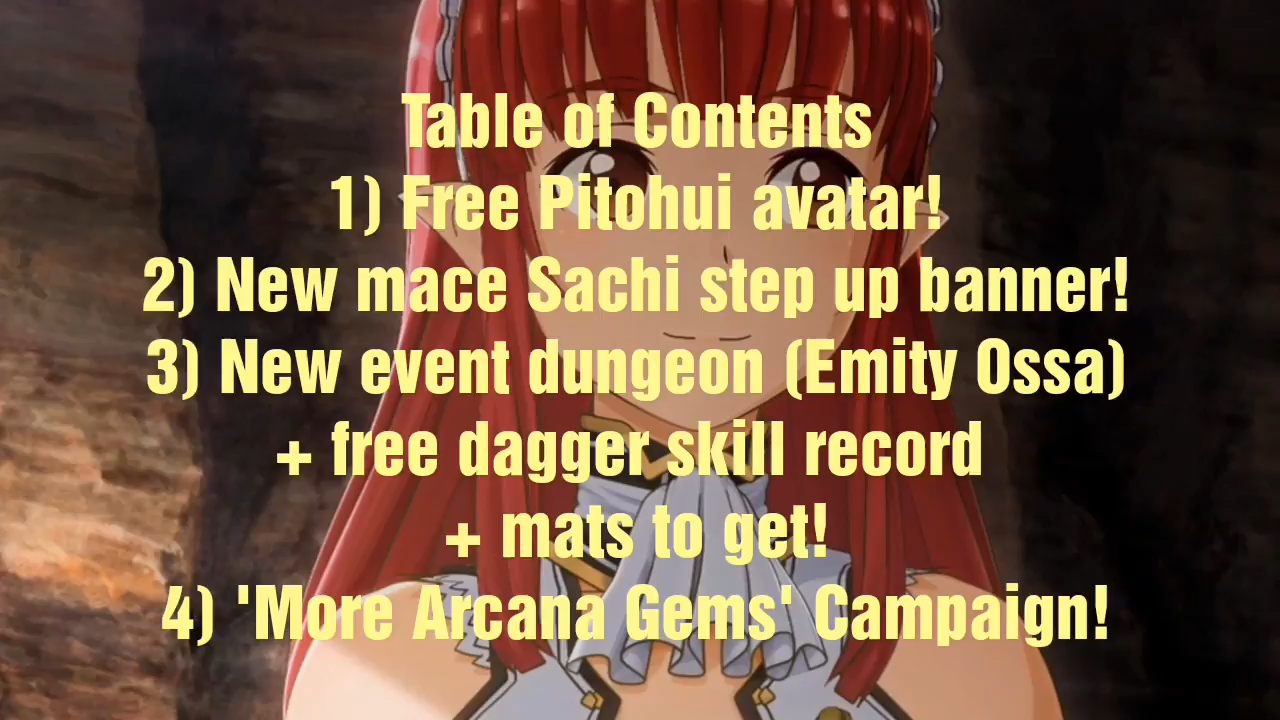 Table of Contents
1) Free Pitohui avatar!
2) New mace Sachi step up banner!
3) New event dungeon (Emity Ossa)
+ free dagger skill record
+ mats to get!
4) 'More Arcana Gems' Campaign!